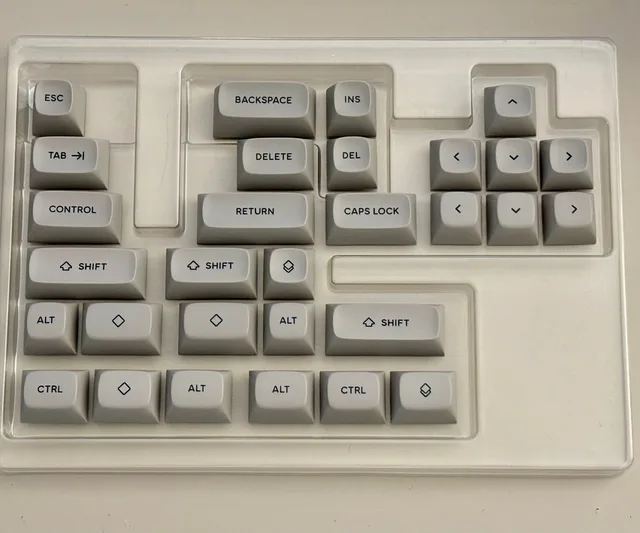 ESC BACKSPACE INS ^
TAB →| DELETE DEL < ⌄ >
CONTROL RETURN CAPS LOCK < ⌄ >
⇧ SHIFT ⇧ SHIFT
ALT ◇ ◇ ALT ⇧ SHIFT
CTRL ◇ ALT ALT CTRL